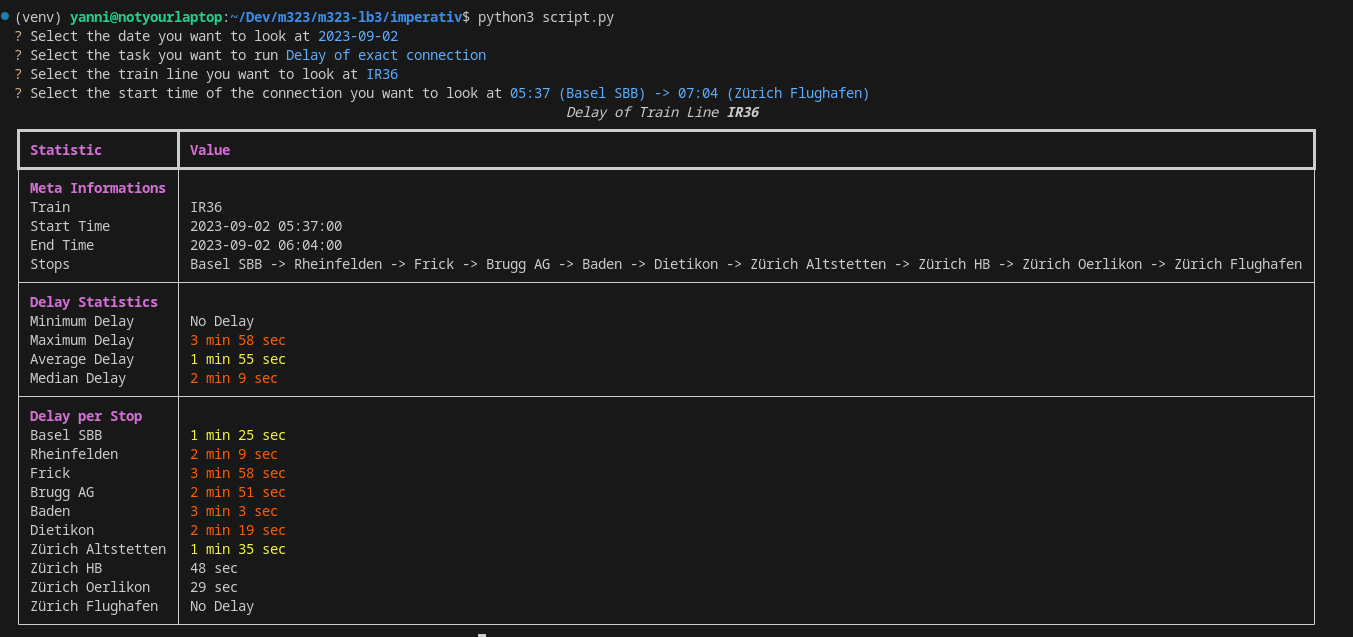 (venv) yanni@notyourlaptop:~/Dev/m323/m323-lb3/imperativ$ python3 script.py
? Select the date you want to look at 2023-09-02
? Select the task you want to run Delay of exact connection
? Select the train line you want to look at IR36
? Select the start time of the connection you want to look at 05:37 (Basel SBB) -> 07:04 (Zürich Flughafen)
Delay of Train Line IR36
Statistic Value
Meta Informations
Train IR36
Start Time 2023-09-02 05:37:00
End Time 2023-09-02 06:04:00
Stops Basel SBB -> Rheinfelden -> Frick -> Brugg AG -> Baden -> Dietikon -> Zürich Altstetten -> Zürich HB -> Zürich Oerlikon -> Zürich Flughafen
Delay Statistics
Minimum Delay No Delay
Maximum Delay 3 min 58 sec
Average Delay 1 min 55 sec
Median Delay 2 min 9 sec
Delay per Stop
Basel SBB 1 min 25 sec
Rheinfelden 2 min 9 sec
Frick 3 min 58 sec
Brugg AG 2 min 51 sec
Baden 3 min 3 sec
Dietikon 2 min 19 sec
Zürich Altstetten 1 min 35 sec
Zürich HB 48 sec
Zürich Oerlikon 29 sec
Zürich Flughafen No Delay